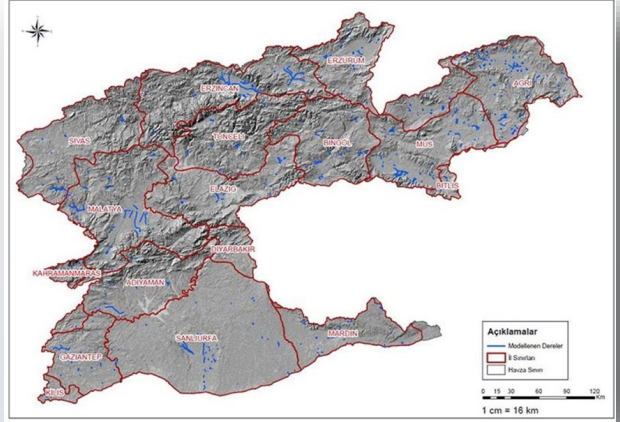 ERZURUM
AĞRI
ERZİNCAN
SİVAS
TUNCELİ
BİNGÖL
MUŞ
BİTLİS
ELAZIĞ
MALATYA
DİYARBAKIR
KAHRAMANMARAŞ
ADIYAMAN
ŞANLIURFA
MARDİN
GAZİANTEP
KİLİS
Açıklamalar
Modellenen Dereler
İl Sınırları
Havza Sınırı
0 15 30 60 90 120
Km
1 cm = 16 km